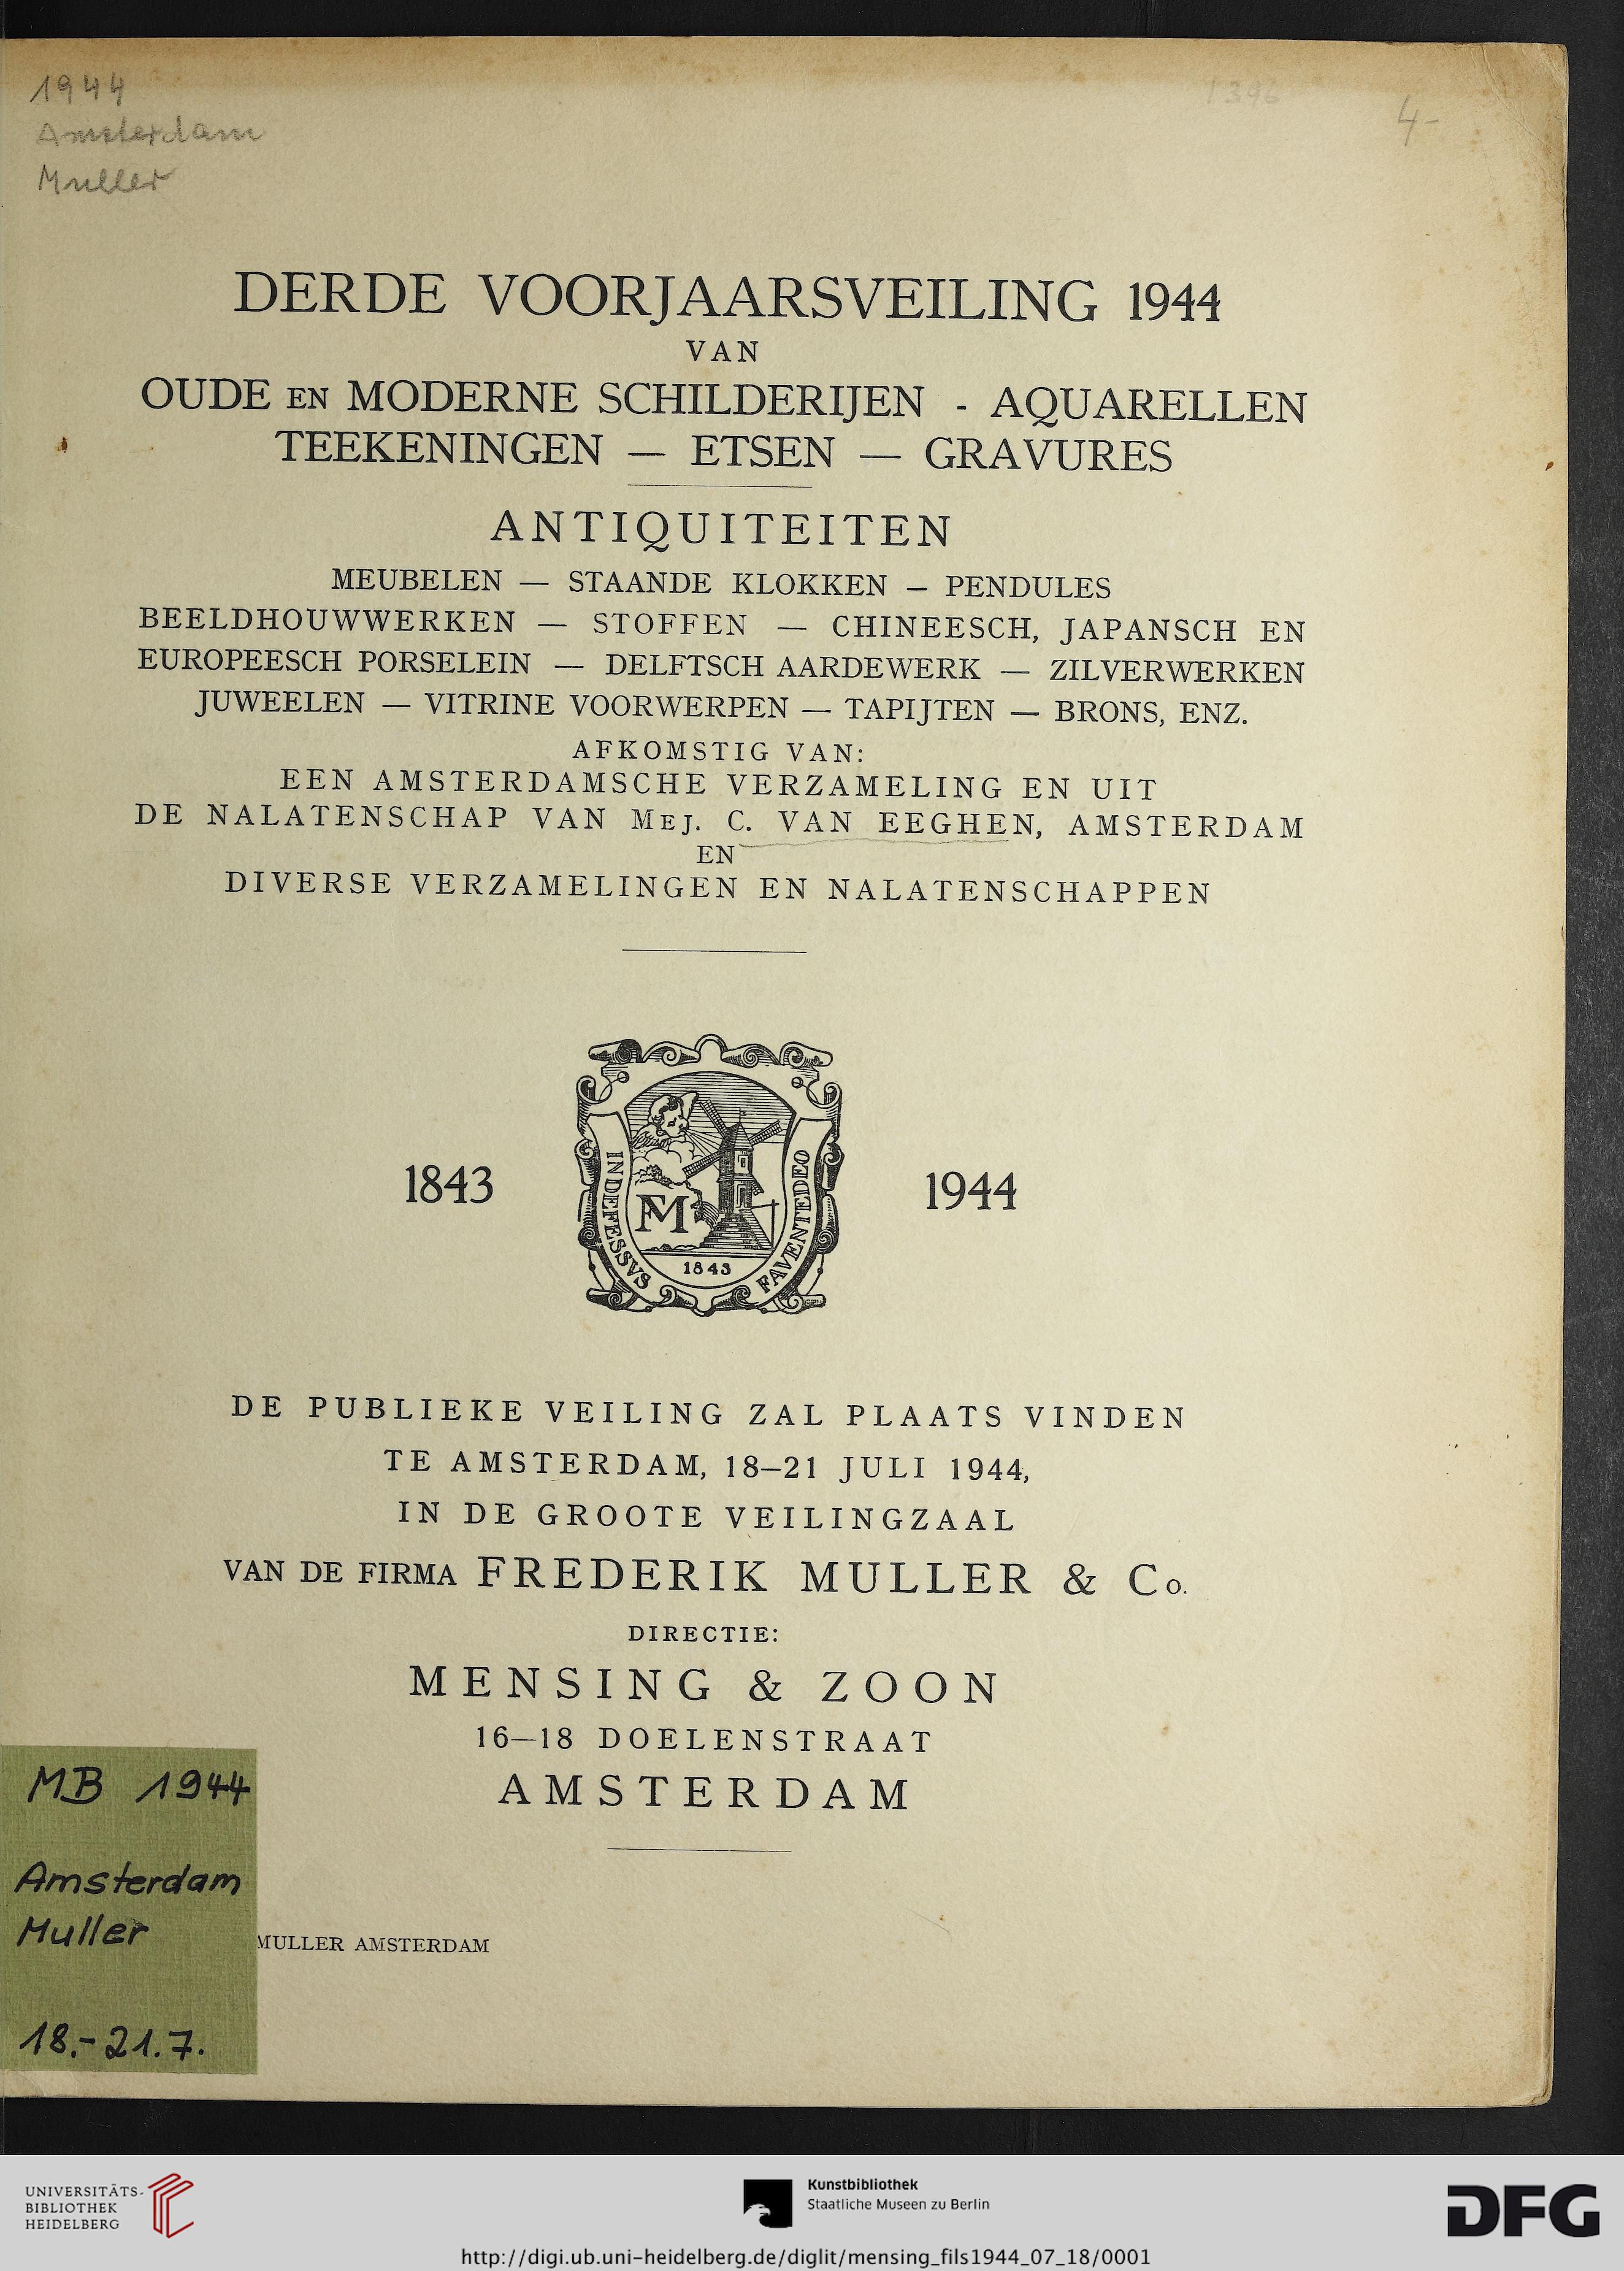 1944
Amsterdam
Muller
1396
4-
DERDE VOORJAARSVEILING 1944
VAN
OUDE EN MODERNE SCHILDERIJEN - AQUARELLEN
TEEKENINGEN — ETSEN — GRAVURES
ANTIQUITEITEN
MEUBELEN — STAANDE KLOKKEN — PENDULES
BEELDHOUWWERKEN — STOFFEN — CHINEESCH, JAPANSCH EN
EUROPEESCH PORSELEIN — DELFTSCH AARDEWERK — ZILVERWERKEN
JUWEELEN — VITRINE VOORWERPEN — TAPIJTEN — BRONS, ENZ.
AFKOMSTIG VAN:
EEN AMSTERDAMSCHE VERZAMELING EN UIT
DE NALATENSCHAP VAN MEJ. C. VAN EEGHEN, AMSTERDAM
EN
DIVERSE VERZAMELINGEN EN NALATENSCHAPPEN
1843
INDEFESSVS FAVENTEDEO
FM
1843
1944
DE PUBLIEKE VEILING ZAL PLAATS VINDEN
TE AMSTERDAM, 18–21 JULI 1944,
IN DE GROOTE VEILINGZAAL
VAN DE FIRMA FREDERIK MULLER & Co.
DIRECTIE:
MENSING & ZOON
16–18 DOELENSTRAAT
AMSTERDAM
MB 1944
Amsterdam
Muller
18.-21.7.
MULLER AMSTERDAM
UNIVERSITÄTS-
BIBLIOTHEK
HEIDELBERG
Kunstbibliothek
Staatliche Museen zu Berlin
DFG
http://digi.ub.uni-heidelberg.de/diglit/mensing_fils1944_07_18/0001